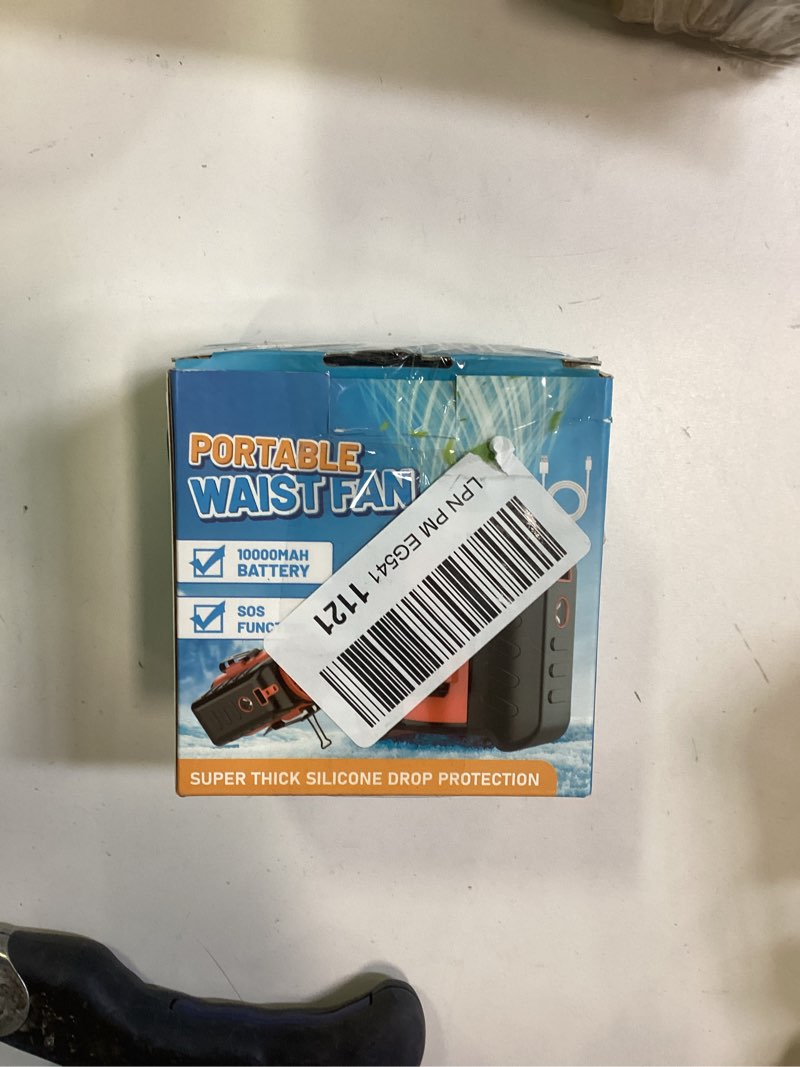 PORTABLE
WAIST FAN
10000MAH
BATTERY
SOS
LPN PM EG541 1121
SUPER THICK SILICONE DROP PROTECTION